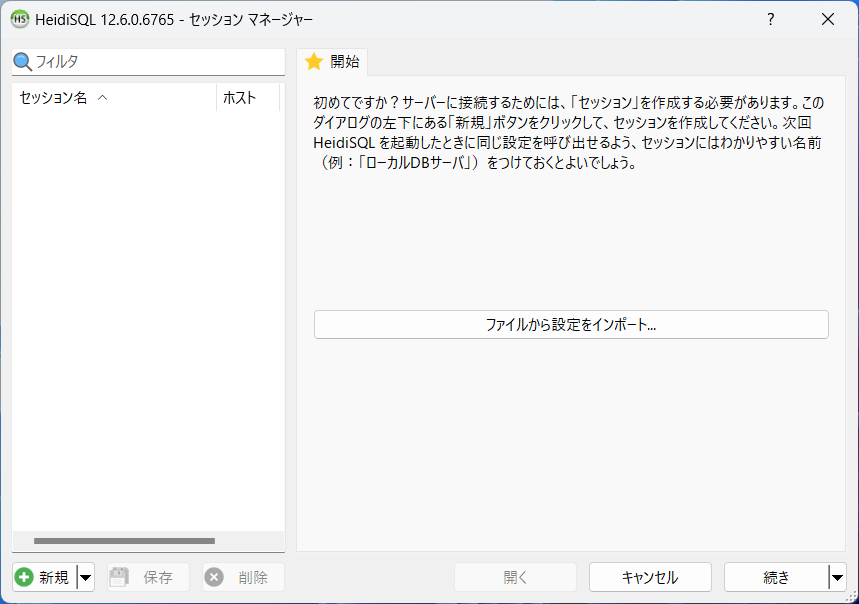 HS HeidiSQL 12.6.0.6765 - セッション マネージャー ?
フィルタ
セッション名 ホスト
開始
初めてですか？サーバーに接続するためには、「セッション」を作成する必要があります。この
ダイアログの左下にある「新規」ボタンをクリックして、セッションを作成してください。次回
HeidiSQL を起動したときに同じ設定を呼び出せるよう、セッションにはわかりやすい名前
（例：「ローカルDBサーバ」）をつけておくとよいでしょう。
ファイルから設定をインポート...
新規 保存 削除 開く キャンセル 続き